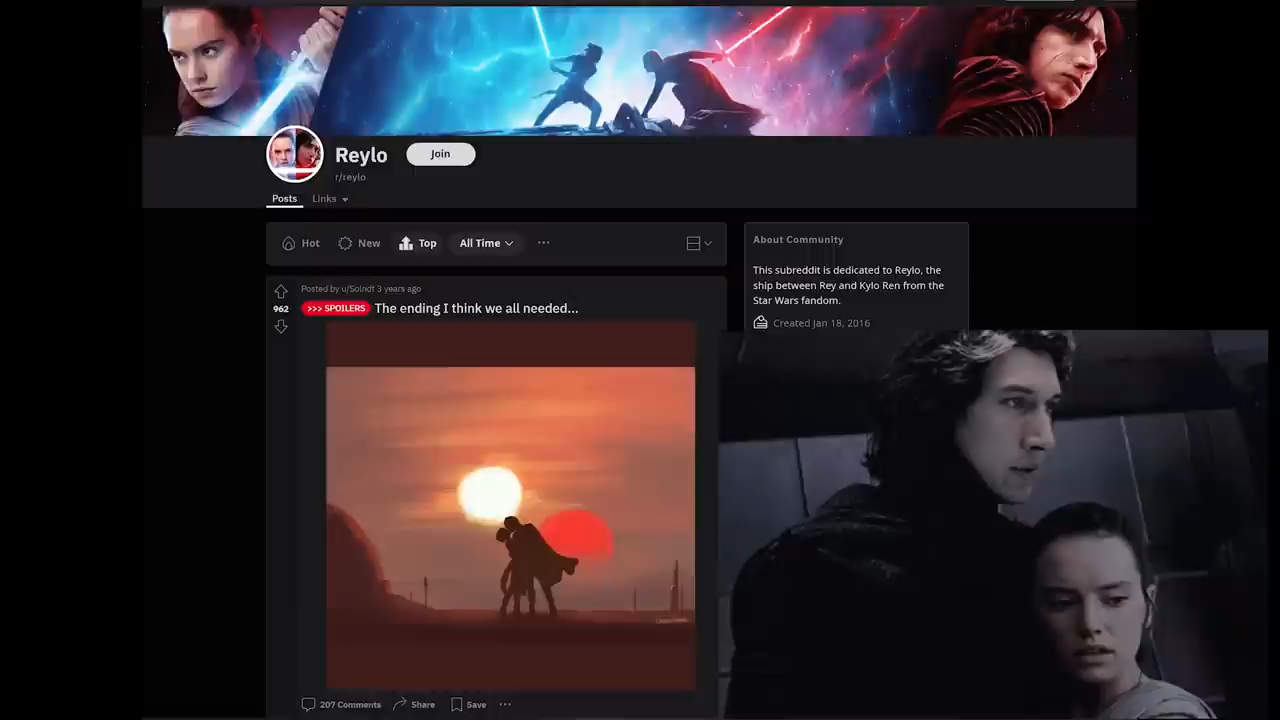 Reylo
Join
r/reylo
Posts
Links
Hot
New
Top
All Time
About Community
This subreddit is dedicated to Reylo, the
ship between Rey and Kylo Ren from the
Star Wars fandom.
Created Jan 18, 2016
Posted by u/Solndt 3 years ago
962
>>> SPOILERS The ending I think we all needed...
207 Comments
Share
Save